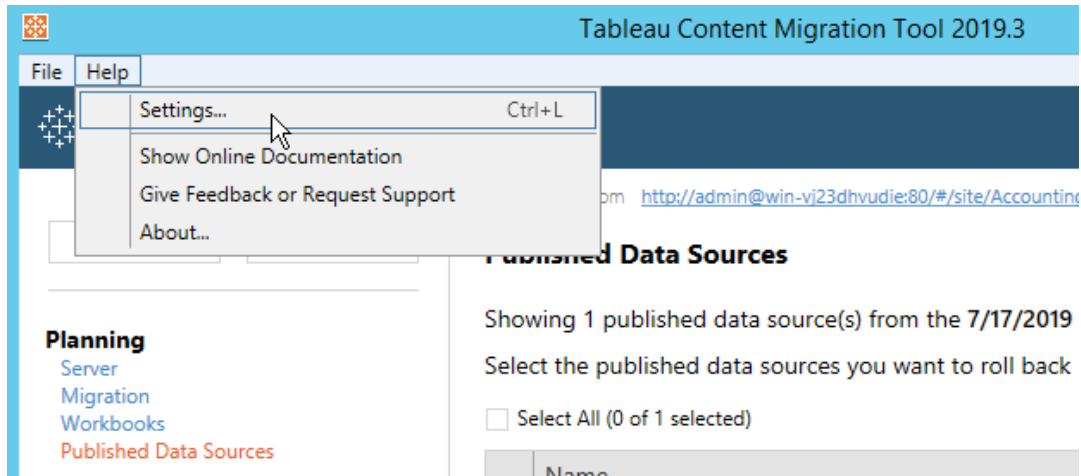 Tableau Content Migration Tool 2019.3
File Help
Settings... Ctrl+L
Show Online Documentation
Give Feedback or Request Support
About...
http://admin@win-vj23dhvudie:80/#/site/Accounting
Published Data Sources
Showing 1 published data source(s) from the 7/17/2019
Select the published data sources you want to roll back
Select All (0 of 1 selected)
Name
Planning
Server
Migration
Workbooks
Published Data Sources